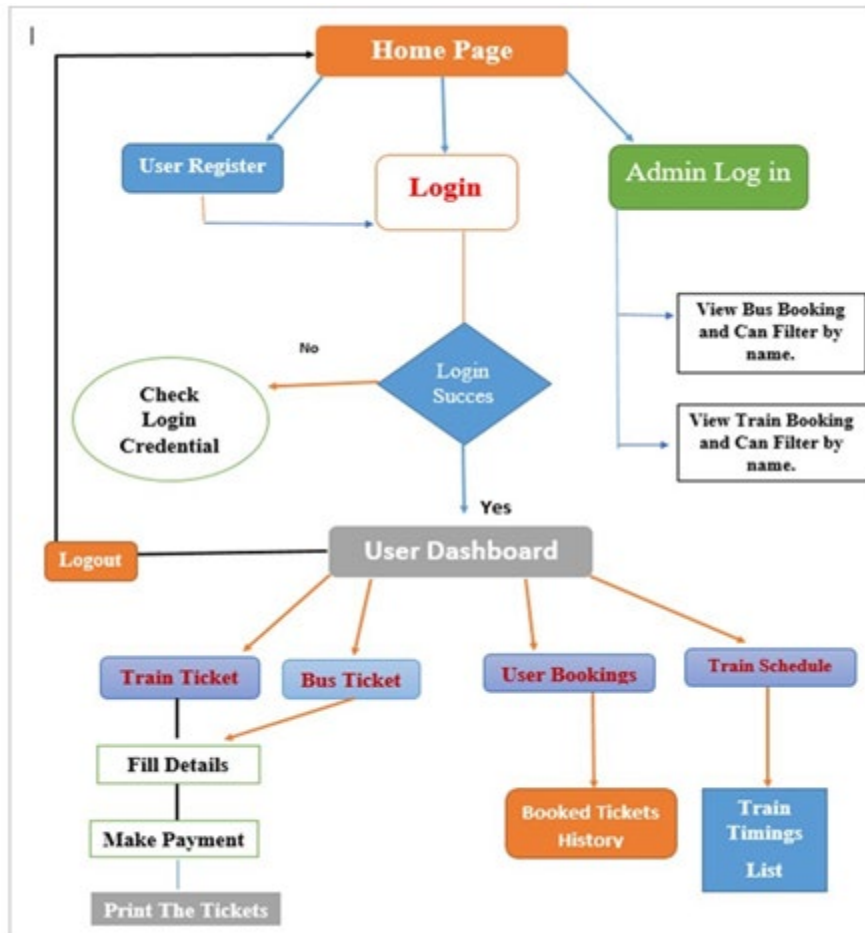 Home Page
User Register
Login
Admin Log in
View Bus Booking
and Can Filter by
name.
No
Login
Succes
Check
Login
Credential
View Train Booking
and Can Filter by
name.
Yes
User Dashboard
Logout
Train Ticket
Bus Ticket
User Bookings
Train Schedule
Fill Details
Make Payment
Print The Tickets
Booked Tickets
History
Train
Timings
List